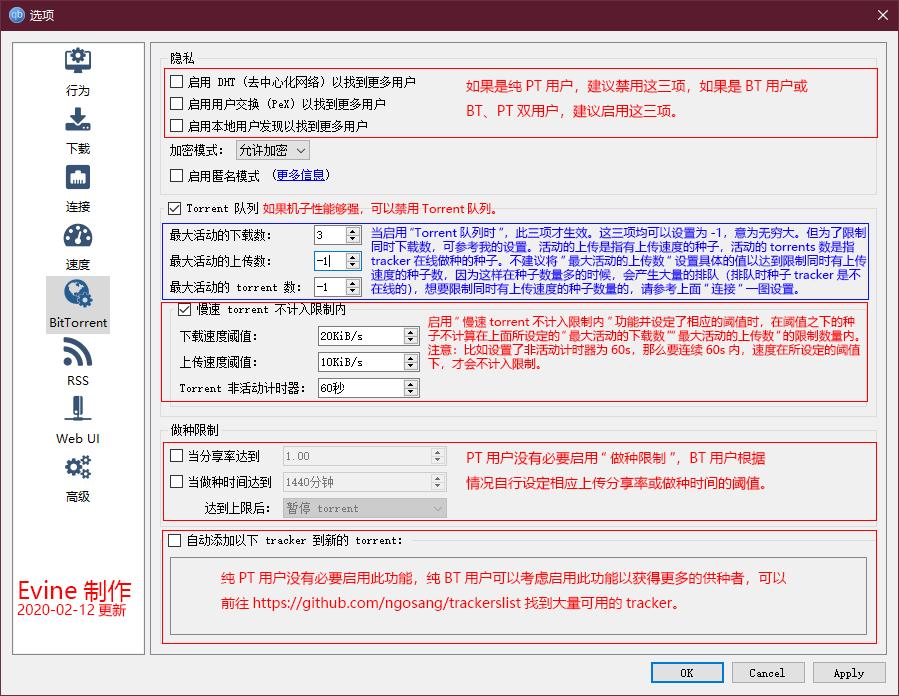 选项
行为
下载
连接
速度
BitTorrent
RSS
Web UI
高级
Evine 制作
2020-02-12 更新
隐私
启用 DHT (去中心化网络) 以找到更多用户
启用用户交换 (PeX) 以找到更多用户
启用本地用户发现以找到更多用户
如果是纯 PT 用户，建议禁用这三项，如果是 BT 用户或
BT、PT 双用户，建议启用这三项。
加密模式： 允许加密
启用匿名模式 (更多信息)
Torrent 队列 如果机子性能够强，可以禁用 Torrent 队列。
最大活动的下载数： 3
最大活动的上传数： -1
最大活动的 torrent 数： -1
当启用“Torrent 队列时”，此三项才生效。这三项均可以设置为 -1，意为无穷大。但为了限制
同时下载数，可参考我的设置。活动的上传是指有上传速度的种子，活动的 torrents 数是指
tracker 在线做种的种子。不建议将“最大活动的上传数”设置具体的值以达到限制同时有上传
速度的种子数，因为这样在种子数量多的时候，会产生大量的排队（排队时种子 tracker 是不
在线的），想要限制同时有上传速度的种子数量的，请参考上面“连接”一图设置。
慢速 torrent 不计入限制内
下载速度阈值： 20KiB/s
上传速度阈值： 10KiB/s
Torrent 非活动计时器： 60秒
启用“慢速 torrent 不计入限制内”功能并设定了相应的阈值时，在阈值之下的种
子不计算在上面所设定的“最大活动的下载数”“最大活动的上传数”的限制数量内。
注意：比如设置了非活动计时器为 60s，那么要连续 60s 内，速度在所设定的阈值
下，才会不计入限制。
做种限制
当分享率达到 1.00
当做种时间达到 1440分钟
达到上限后： 暂停 torrent
PT 用户没有必要启用“做种限制”，BT 用户根据
情况自行设定相应上传分享率或做种时间的阈值。
自动添加以下 tracker 到新的 torrent:
纯 PT 用户没有必要启用此功能，纯 BT 用户可以考虑启用此功能以获得更多的供种者，可以
前往 https://github.com/ngosang/trackerslist 找到大量可用的 tracker。
OK
Cancel
Apply